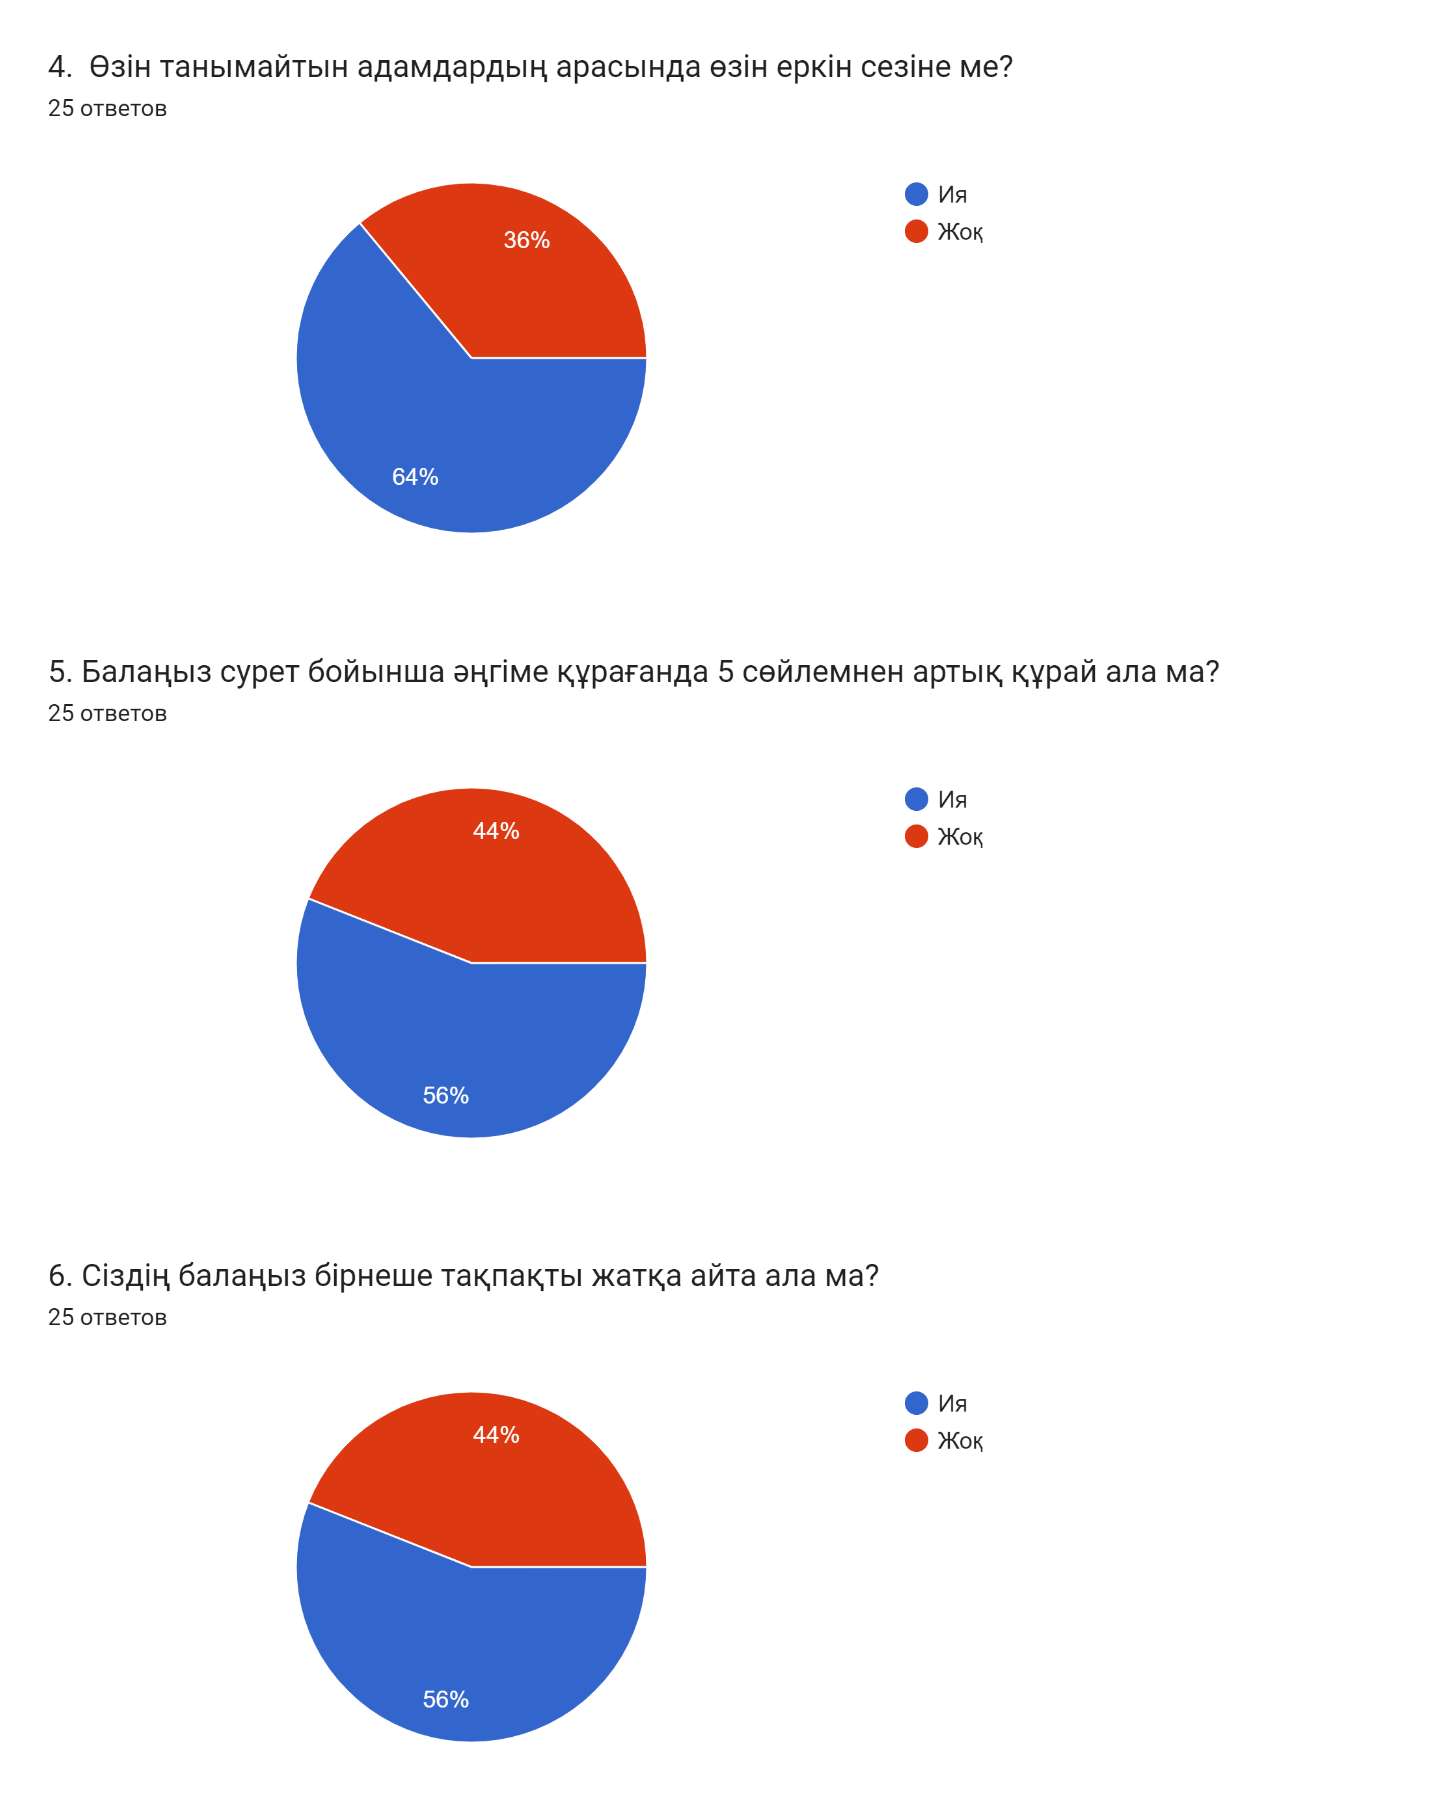 4.  Өзін танымайтын адамдардың арасында өзін еркін сезіне ме?
25 ответов
Ия
Жоқ
36%
64%
5. Балаңыз сурет бойынша әңгіме құрағанда 5 сөйлемнен артық құрай ала ма?
25 ответов
Ия
Жоқ
44%
56%
6. Сіздің балаңыз бірнеше тақпақты жатқа айта ала ма?
25 ответов
Ия
Жоқ
44%
56%